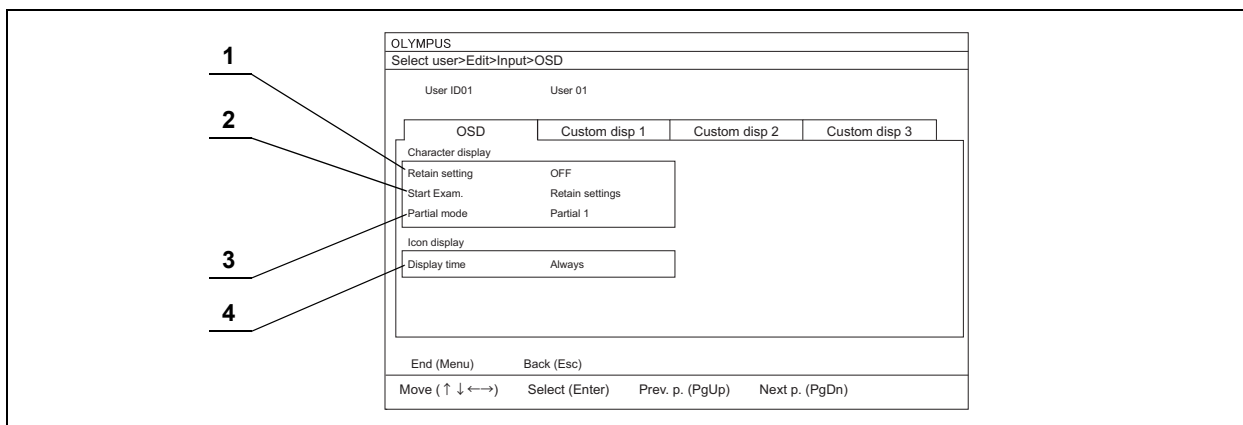 OLYMPUS
Select user>Edit>Input>OSD
User ID01 User 01
OSD Custom disp 1 Custom disp 2 Custom disp 3
Character display
1 Retain setting OFF
2 Start Exam. Retain settings
3 Partial mode Partial 1
Icon display
4 Display time Always
End (Menu) Back (Esc)
Move (↑↓←→) Select (Enter) Prev. p. (PgUp) Next p. (PgDn)